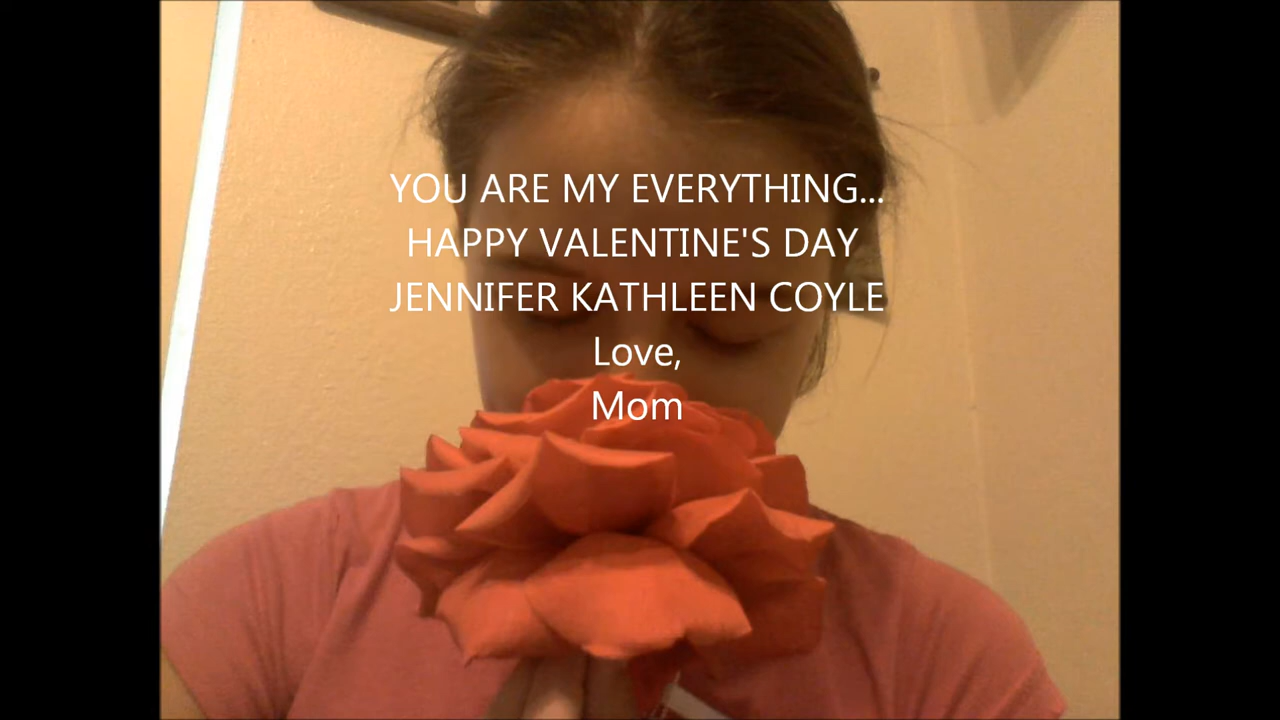 YOU ARE MY EVERYTHING...
HAPPY VALENTINE'S DAY
JENNIFER KATHLEEN COYLE
Love,
Mom